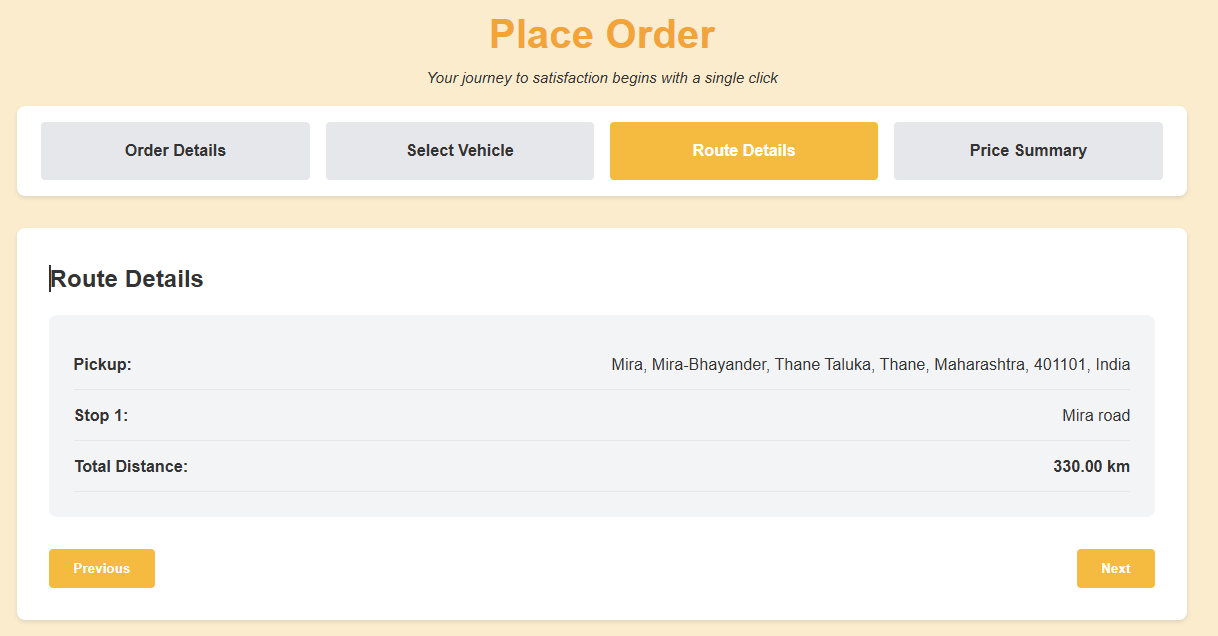 Place Order
Your journey to satisfaction begins with a single click
Order Details Select Vehicle Route Details Price Summary
Route Details
Pickup: Mira, Mira-Bhayander, Thane Taluka, Thane, Maharashtra, 401101, India
Stop 1: Mira road
Total Distance: 330.00 km
Previous Next